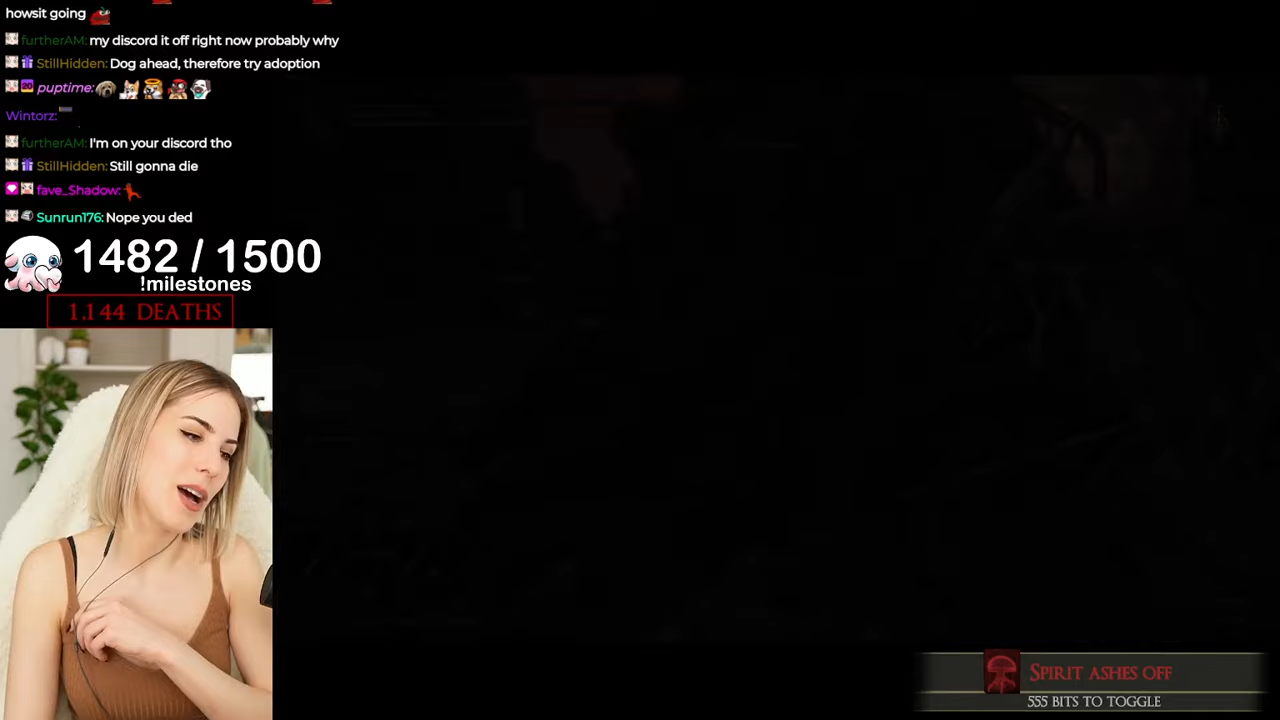 howsit going
furtherAM: my discord it off right now probably why
StillHidden: Dog ahead, therefore try adoption
puptime:
Wintorz:
furtherAM: I'm on your discord tho
StillHidden: Still gonna die
fave_Shadow:
Sunrun176: Nope you ded
1482 / 1500
!milestones
1,144 DEATHS
SPIRIT ASHES OFF
555 BITS TO TOGGLE